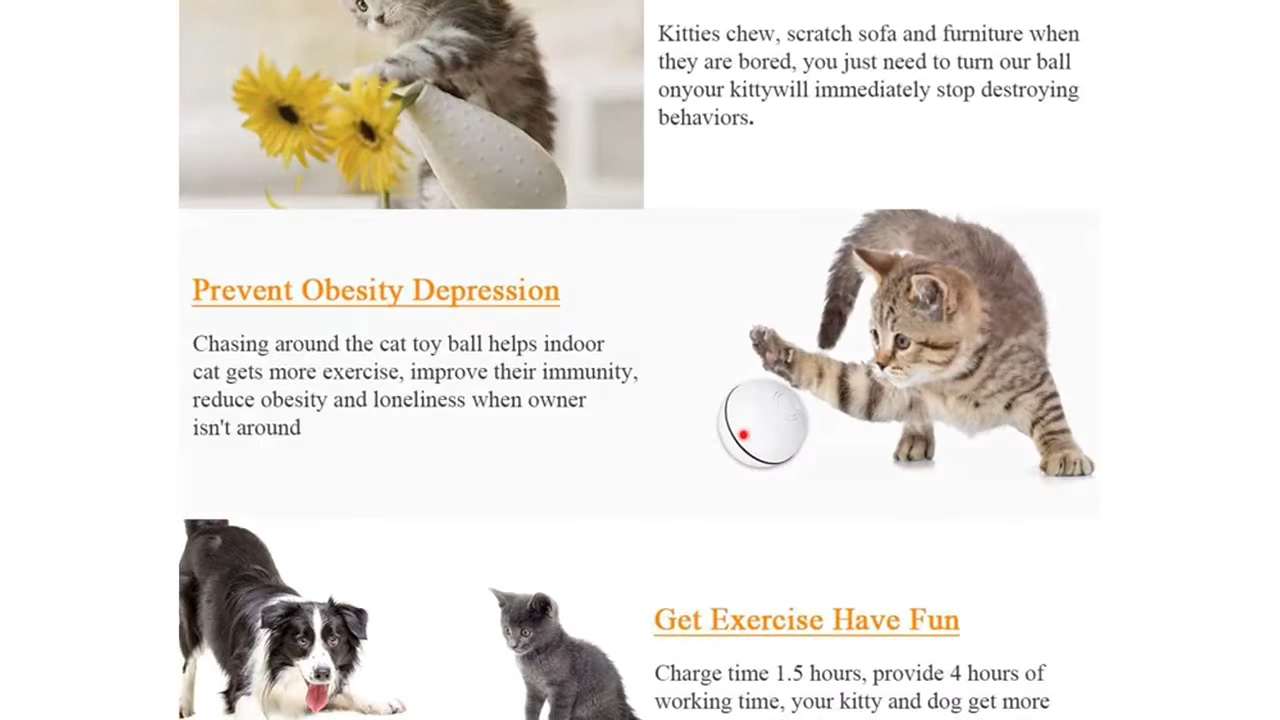 Kitties chew, scratch sofa and furniture when
they are bored, you just need to turn our ball
onyour kittywill immediately stop destroying
behaviors.
Prevent Obesity Depression
Chasing around the cat toy ball helps indoor
cat gets more exercise, improve their immunity,
reduce obesity and loneliness when owner
isn't around
Get Exercise Have Fun
Charge time 1.5 hours, provide 4 hours of
working time, your kitty and dog get more